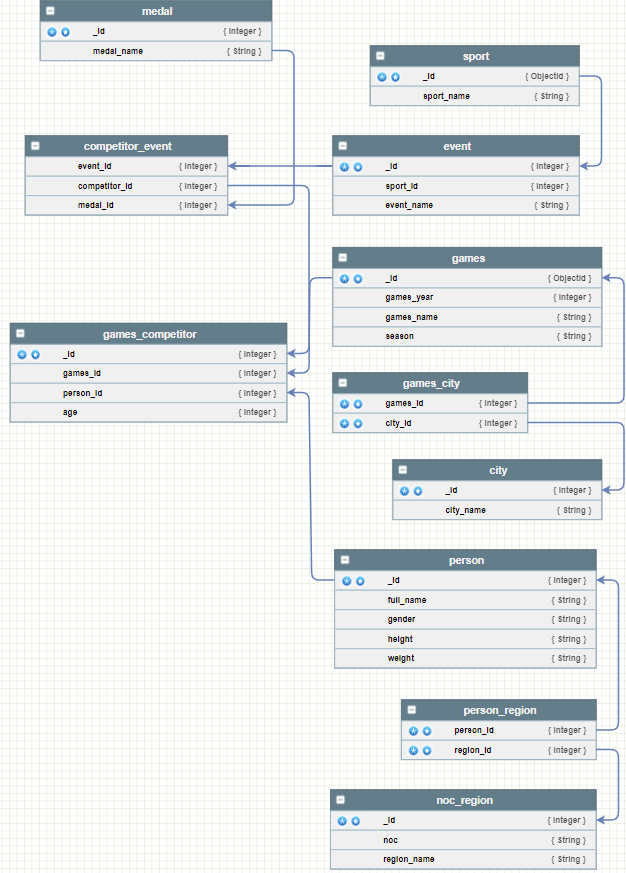 medal
_id { Integer }
medal_name { String }
sport
_id { ObjectId }
sport_name { String }
competitor_event
event_id { Integer }
competitor_id { Integer }
medal_id { Integer }
event
_id { Integer }
sport_id { Integer }
event_name { String }
games
_id { ObjectId }
games_year { Integer }
games_name { String }
season { String }
games_competitor
_id { Integer }
games_id { Integer }
person_id { Integer }
age { Integer }
games_city
games_id { Integer }
city_id { Integer }
city
_id { Integer }
city_name { String }
person
_id { Integer }
full_name { String }
gender { String }
height { String }
weight { String }
person_region
person_id { Integer }
region_id { Integer }
noc_region
_id { Integer }
noc { String }
region_name { String }